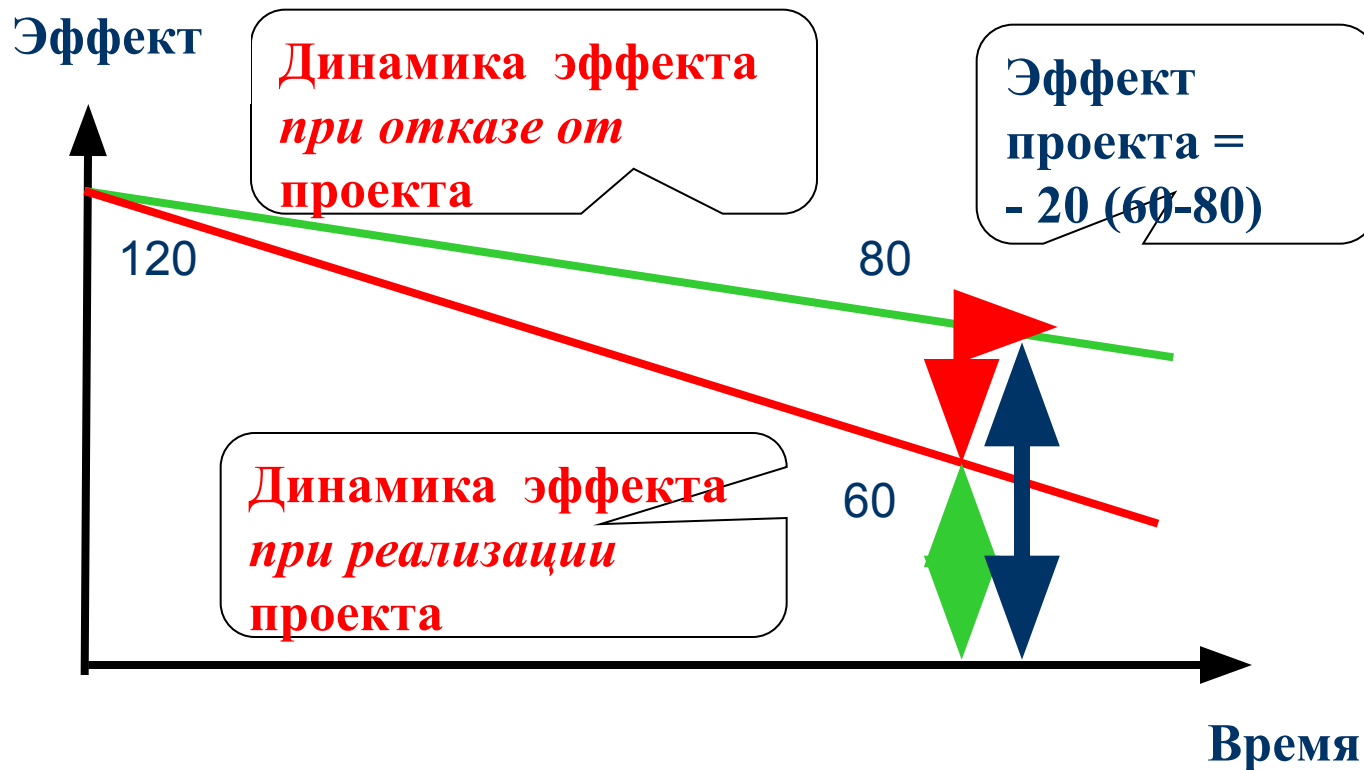 Эффект
Динамика эффекта
при отказе от
проекта
Эффект
проекта =
- 20 (60-80)
120
80
Динамика эффекта
при реализации
проекта
60
Время